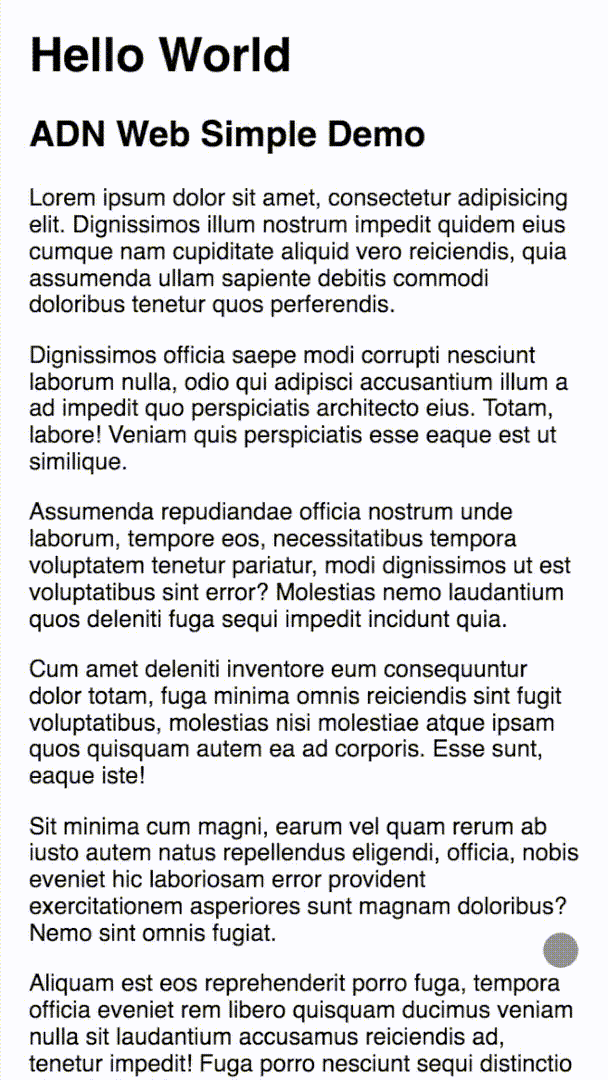 Hello World
ADN Web Simple Demo
Lorem ipsum dolor sit amet, consectetur adipisicing
elit. Dignissimos illum nostrum impedit quidem eius
cumque nam cupiditate aliquid vero reiciendis, quia
assumenda ullam sapiente debitis commodi
doloribus tenetur quos perferendis.
Dignissimos officia saepe modi corrupti nesciunt
laborum nulla, odio qui adipisci accusantium illum a
ad impedit quo perspiciatis architecto eius. Totam,
labore! Veniam quis perspiciatis esse eaque est ut
similique.
Assumenda repudiandae officia nostrum unde
laborum, tempore eos, necessitatibus tempora
voluptatem tenetur pariatur, modi dignissimos ut est
voluptatibus sint error? Molestias nemo laudantium
quos deleniti fuga sequi impedit incidunt quia.
Cum amet deleniti inventore eum consequuntur
dolor totam, fuga minima omnis reiciendis sint fugit
voluptatibus, molestias nisi molestiae atque ipsam
quos quisquam autem ea ad corporis. Esse sunt,
eaque iste!
Sit minima cum magni, earum vel quam rerum ab
iusto autem natus repellendus eligendi, officia, nobis
eveniet hic laboriosam error provident
exercitationem asperiores sunt magnam doloribus?
Nemo sint omnis fugiat.
Aliquam est eos reprehenderit porro fuga, tempora
officia eveniet rem libero quisquam ducimus veniam
nulla sit laudantium accusamus reiciendis ad,
tenetur impedit! Fuga porro nesciunt sequi distinctio